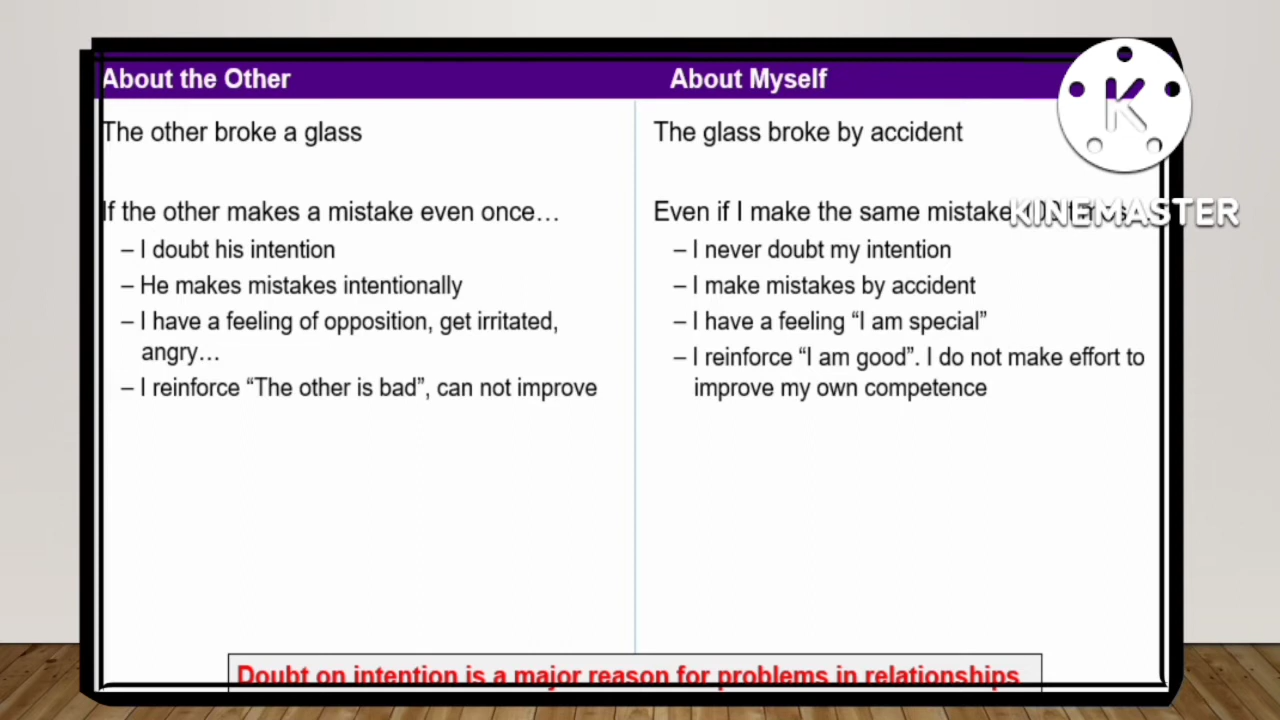 About the Other
About Myself
The other broke a glass
The glass broke by accident
If the other makes a mistake even once…
– I doubt his intention
– He makes mistakes intentionally
– I have a feeling of opposition, get irritated,
angry…
– I reinforce “The other is bad”, can not improve
Even if I make the same mistake
– I never doubt my intention
– I make mistakes by accident
– I have a feeling “I am special”
– I reinforce “I am good”. I do not make effort to
improve my own competence
Doubt on intention is a major reason for problems in relationships
K
KINEMASTER